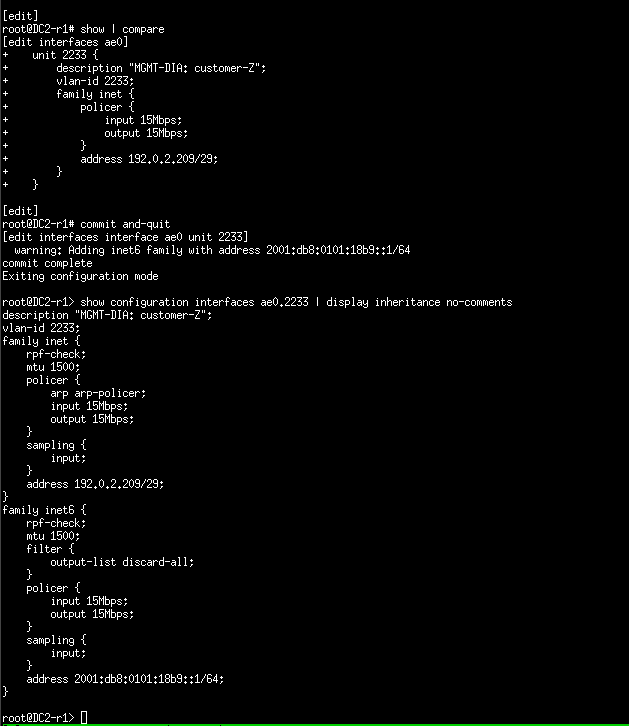 [edit]
root@DC2-r1# show | compare
[edit interfaces ae0]
+    unit 2233 {
+        description "MGMT-DIA: customer-Z";
+        vlan-id 2233;
+        family inet {
+            policer {
+                input 15Mbps;
+                output 15Mbps;
+            }
+            address 192.0.2.209/29;
+        }
+    }
[edit]
root@DC2-r1# commit and-quit
[edit interfaces interface ae0 unit 2233]
  warning: Adding inet6 family with address 2001:db8:0101:18b9::1/64
commit complete
Exiting configuration mode
root@DC2-r1> show configuration interfaces ae0.2233 | display inheritance no-comments
description "MGMT-DIA: customer-Z";
vlan-id 2233;
family inet {
    rpf-check;
    mtu 1500;
    policer {
        arp arp-policer;
        input 15Mbps;
        output 15Mbps;
    }
    sampling {
        input;
    }
    address 192.0.2.209/29;
}
family inet6 {
    rpf-check;
    mtu 1500;
    filter {
        output-list discard-all;
    }
    policer {
        input 15Mbps;
        output 15Mbps;
    }
    sampling {
        input;
    }
    address 2001:db8:0101:18b9::1/64;
}
root@DC2-r1>